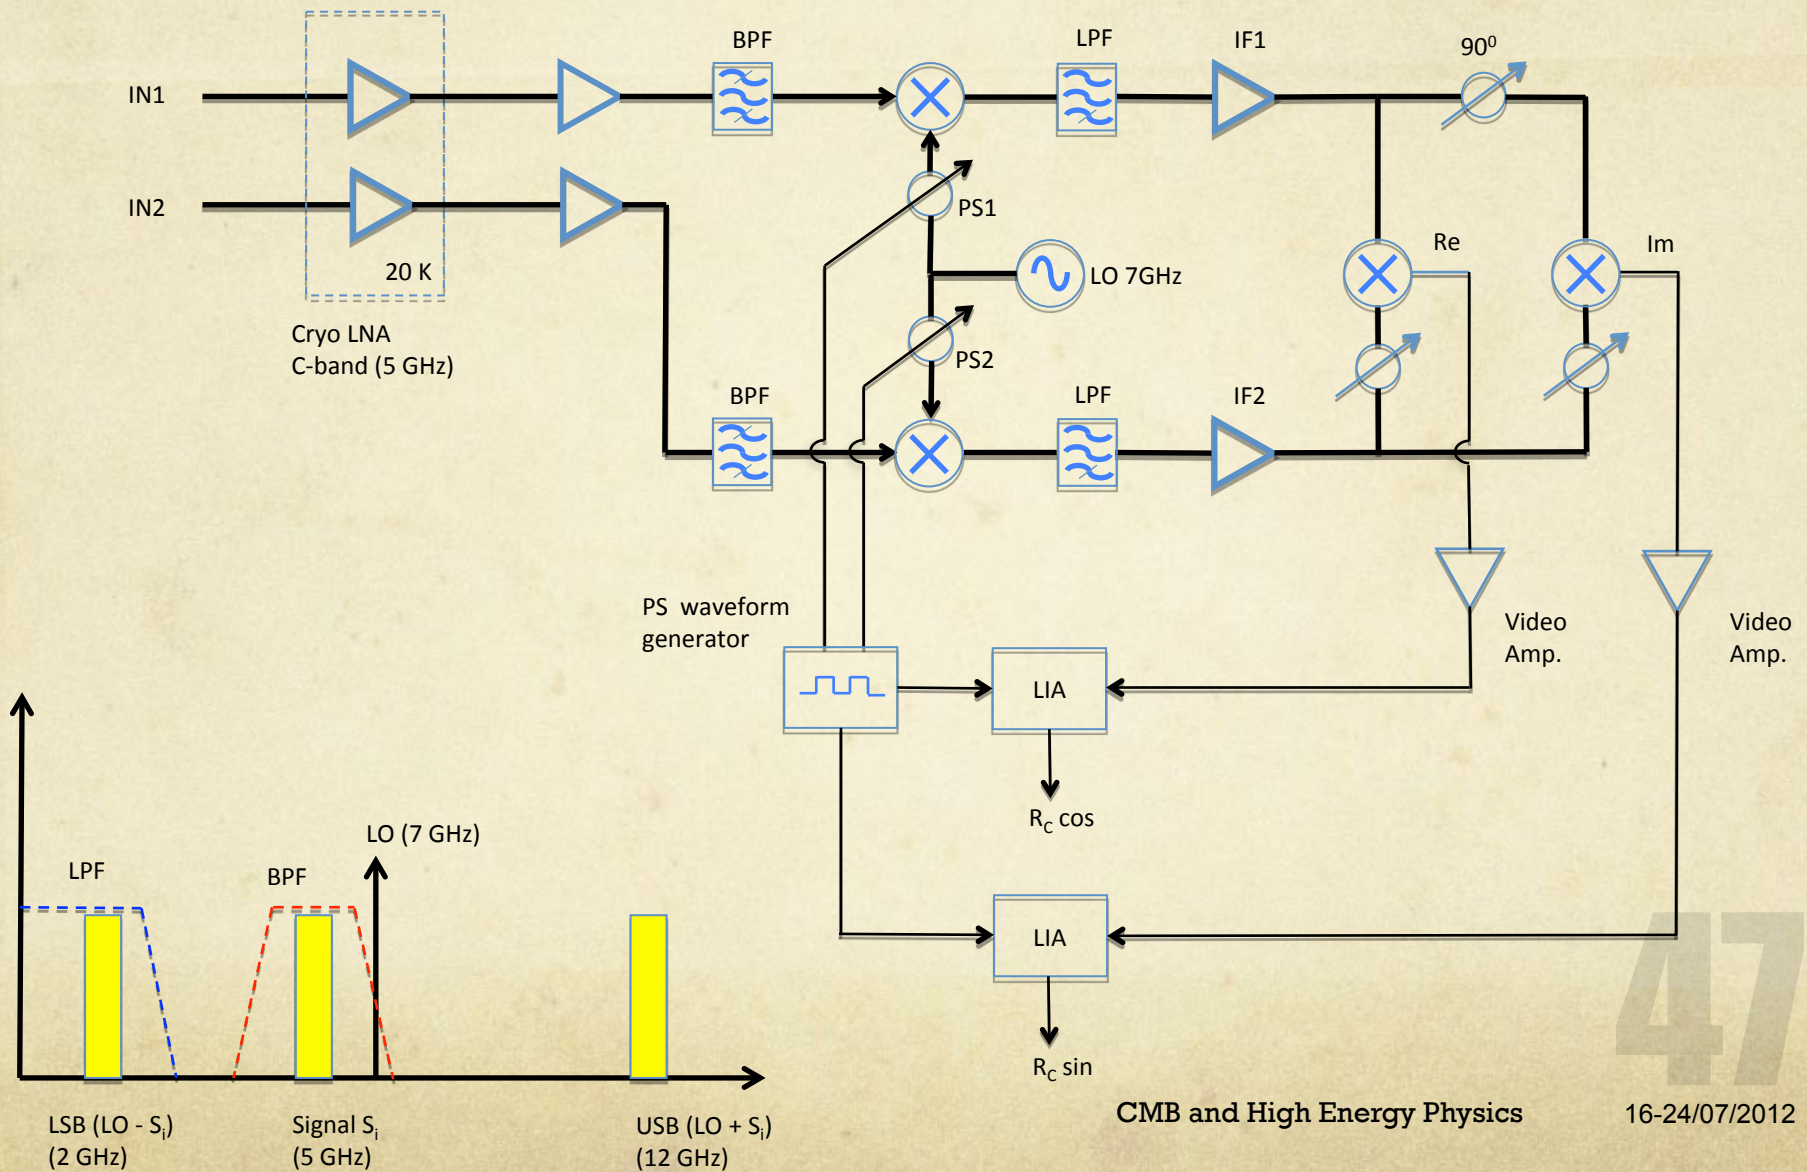 BPF
LPF
IF1
90⁰
IN1
IN2
PS1
20 K
LO 7GHz
Re
Im
Cryo LNA
C-band (5 GHz)
PS2
BPF
LPF
IF2
PS waveform
generator
Video
Amp.
Video
Amp.
LIA
R_C cos
LIA
R_C sin
LO (7 GHz)
LPF
BPF
LSB (LO - S_i)
(2 GHz)
Signal S_i
(5 GHz)
USB (LO + S_i)
(12 GHz)
47
CMB and High Energy Physics
16-24/07/2012